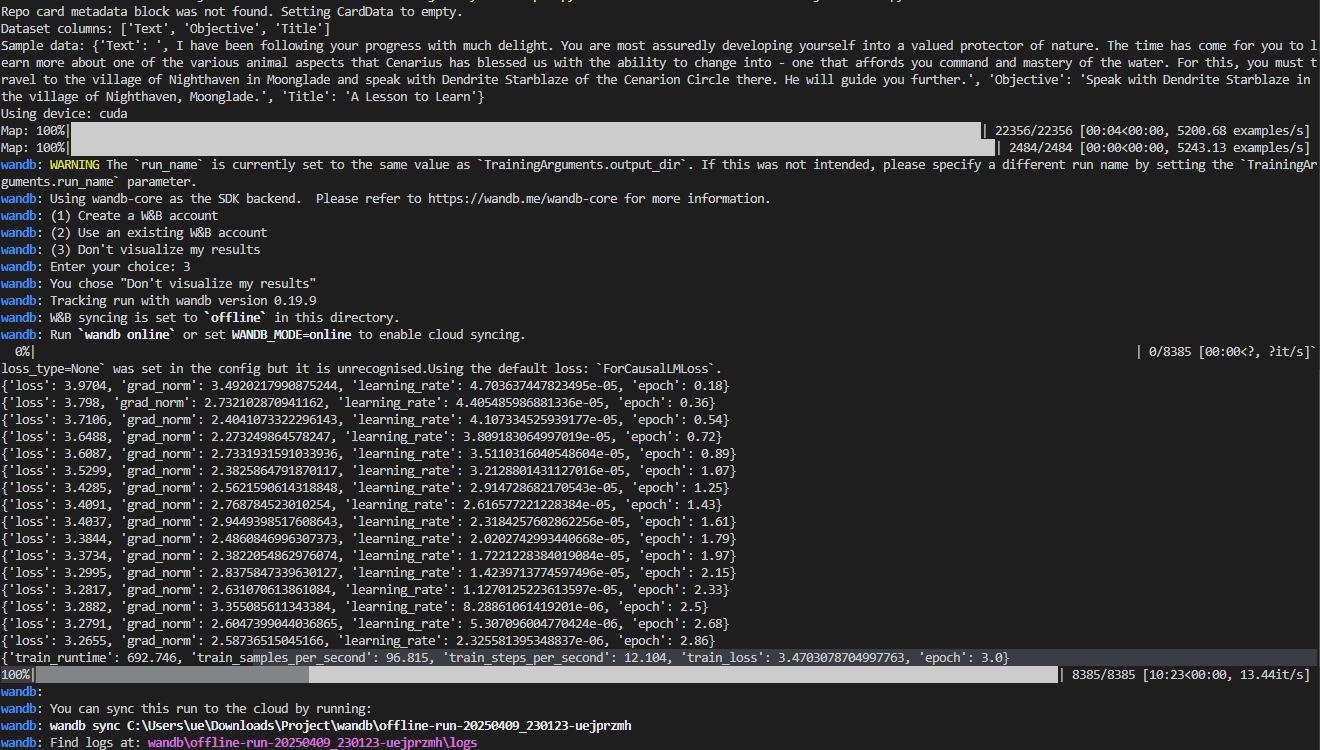 Repo card metadata block was not found. Setting CardData to empty.
Dataset columns: ['Text', 'Objective', 'Title']
Sample data: {'Text': ', I have been following your progress with much delight. You are most assuredly developing yourself into a valued protector of nature. The time has come for you to l
earn more about one of the various animal aspects that Cenarius has blessed us with the ability to change into - one that affords you command and mastery of the water. For this, you must t
ravel to the village of Nighthaven in Moonglade and speak with Dendrite Starblaze of the Cenarion Circle there. He will guide you further.', 'Objective': 'Speak with Dendrite Starblaze in
the village of Nighthaven, Moonglade.', 'Title': 'A Lesson to Learn'}
Using device: cuda
Map: 100%| | 22356/22356 [00:04<00:00, 5200.68 examples/s]
Map: 100%| | 2484/2484 [00:00<00:00, 5243.13 examples/s]
wandb: WARNING The `run_name` is currently set to the same value as `TrainingArguments.output_dir`. If this was not intended, please specify a different run name by setting the `TrainingAr
guments.run_name` parameter.
wandb: Using wandb-core as the SDK backend.  Please refer to https://wandb.me/wandb-core for more information.
wandb: (1) Create a W&B account
wandb: (2) Use an existing W&B account
wandb: (3) Don't visualize my results
wandb: Enter your choice: 3
wandb: You chose "Don't visualize my results"
wandb: Tracking run with wandb version 0.19.9
wandb: W&B syncing is set to `offline` in this directory.
wandb: Run `wandb online` or set WANDB_MODE=online to enable cloud syncing.
0%| | 0/8385 [00:00<?, ?it/s]`
loss_type=None` was set in the config but it is unrecognised.Using the default loss: `ForCausalLMLoss`.
{'loss': 3.9704, 'grad_norm': 3.4920217990875244, 'learning_rate': 4.703637447823495e-05, 'epoch': 0.18}
{'loss': 3.798, 'grad_norm': 2.732102870941162, 'learning_rate': 4.405485986881336e-05, 'epoch': 0.36}
{'loss': 3.7106, 'grad_norm': 2.4041073322296143, 'learning_rate': 4.107334525939177e-05, 'epoch': 0.54}
{'loss': 3.6488, 'grad_norm': 2.273249864578247, 'learning_rate': 3.809183064997019e-05, 'epoch': 0.72}
{'loss': 3.6087, 'grad_norm': 2.7331931591033936, 'learning_rate': 3.5110316040548604e-05, 'epoch': 0.89}
{'loss': 3.5299, 'grad_norm': 2.3825864791870117, 'learning_rate': 3.2128801431127016e-05, 'epoch': 1.07}
{'loss': 3.4285, 'grad_norm': 2.5621590614318848, 'learning_rate': 2.914728682170543e-05, 'epoch': 1.25}
{'loss': 3.4091, 'grad_norm': 2.768784523010254, 'learning_rate': 2.616577221228384e-05, 'epoch': 1.43}
{'loss': 3.4037, 'grad_norm': 2.9449398517608643, 'learning_rate': 2.3184257602862256e-05, 'epoch': 1.61}
{'loss': 3.3844, 'grad_norm': 2.4860846996307373, 'learning_rate': 2.0202742993440668e-05, 'epoch': 1.79}
{'loss': 3.3734, 'grad_norm': 2.3822054862976074, 'learning_rate': 1.7221228384019084e-05, 'epoch': 1.97}
{'loss': 3.2995, 'grad_norm': 2.8375847339630127, 'learning_rate': 1.4239713774597496e-05, 'epoch': 2.15}
{'loss': 3.2817, 'grad_norm': 2.631070613861084, 'learning_rate': 1.1270125223613597e-05, 'epoch': 2.33}
{'loss': 3.2882, 'grad_norm': 3.355085611343384, 'learning_rate': 8.28861061419201e-06, 'epoch': 2.5}
{'loss': 3.2791, 'grad_norm': 2.6047399044036865, 'learning_rate': 5.307096004770424e-06, 'epoch': 2.68}
{'loss': 3.2655, 'grad_norm': 2.58736515045166, 'learning_rate': 2.325581395348837e-06, 'epoch': 2.86}
{'train_runtime': 692.746, 'train_samples_per_second': 96.815, 'train_steps_per_second': 12.104, 'train_loss': 3.4703078704997763, 'epoch': 3.0}
100%| | 8385/8385 [10:23<00:00, 13.44it/s]
wandb:
wandb: You can sync this run to the cloud by running:
wandb: wandb sync C:\Users\ue\Downloads\Project\wandb\offline-run-20250409_230123-uejprzmh
wandb: Find logs at: wandb\offline-run-20250409_230123-uejprzmh\logs